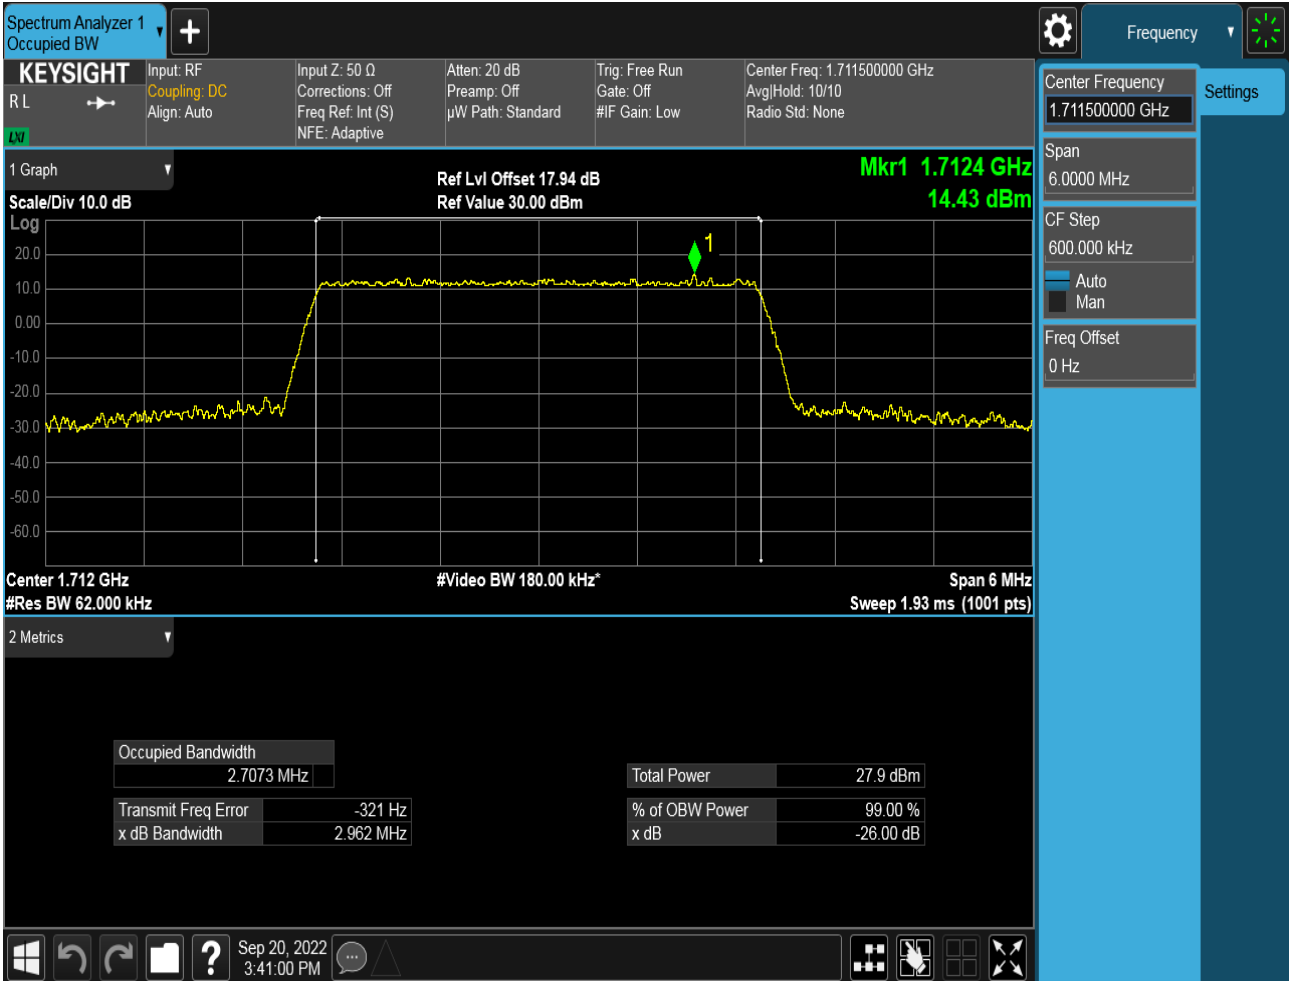 Spectrum Analyzer 1
Occupied BW
+
Frequency
KEYSIGHT
R L
LXI
Input: RF
Coupling: DC
Align: Auto
Input Z: 50 Ω
Corrections: Off
Freq Ref: Int (S)
NFE: Adaptive
Atten: 20 dB
Preamp: Off
µW Path: Standard
Trig: Free Run
Gate: Off
#IF Gain: Low
Center Freq: 1.711500000 GHz
Avg|Hold: 10/10
Radio Std: None
Center Frequency
1.711500000 GHz
Settings
Span
6.0000 MHz
CF Step
600.000 kHz
Auto
Man
Freq Offset
0 Hz
1 Graph
Scale/Div 10.0 dB
Log
Ref Lvl Offset 17.94 dB
Ref Value 30.00 dBm
Mkr1 1.7124 GHz
14.43 dBm
1
20.0
10.0
0.00
-10.0
-20.0
-30.0
-40.0
-50.0
-60.0
Center 1.712 GHz
#Res BW 62.000 kHz
#Video BW 180.00 kHz*
Span 6 MHz
Sweep 1.93 ms (1001 pts)
2 Metrics
Occupied Bandwidth
2.7073 MHz
Transmit Freq Error -321 Hz
x dB Bandwidth 2.962 MHz
Total Power 27.9 dBm
% of OBW Power 99.00 %
x dB -26.00 dB
?
Sep 20, 2022
3:41:00 PM